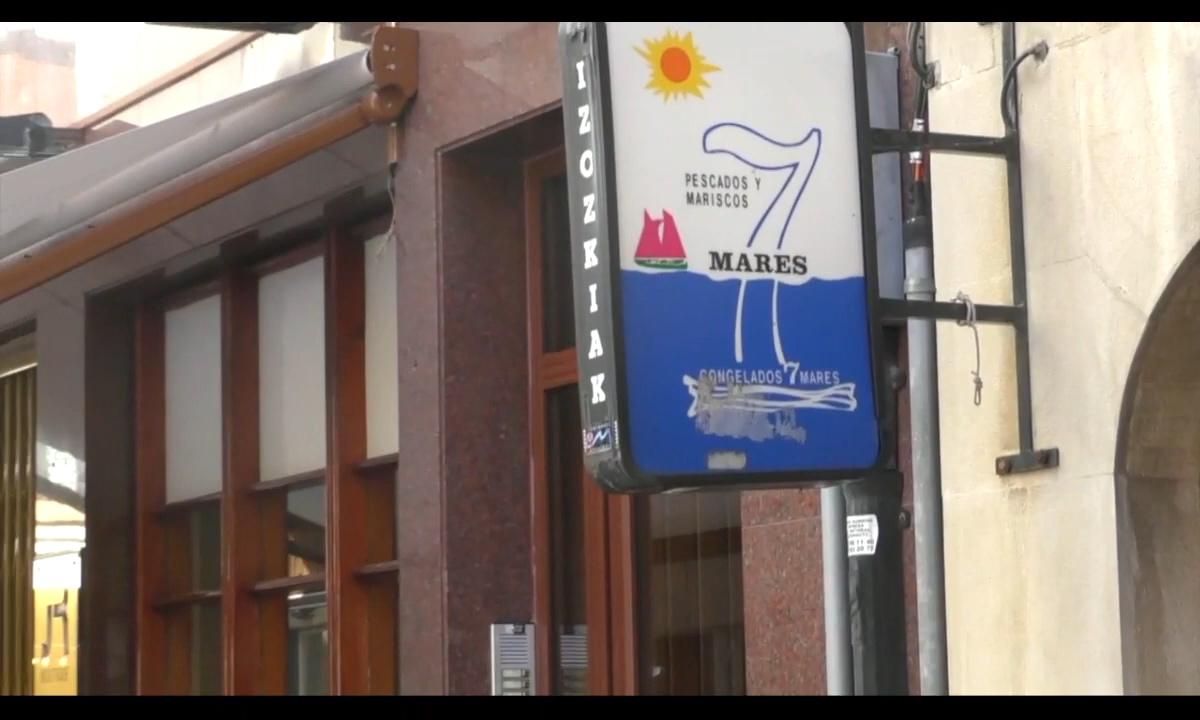 IZOZKIAK
7
PESCADOS Y
MARISCOS
MARES
CONGELADOS 7 MARES